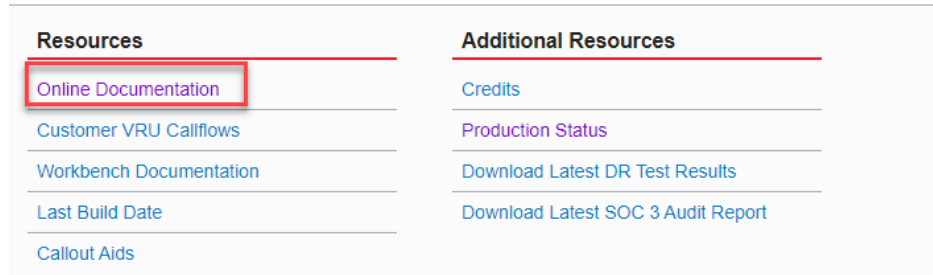 Resources
Online Documentation
Customer VRU Callflows
Workbench Documentation
Last Build Date
Callout Aids
Additional Resources
Credits
Production Status
Download Latest DR Test Results
Download Latest SOC 3 Audit Report